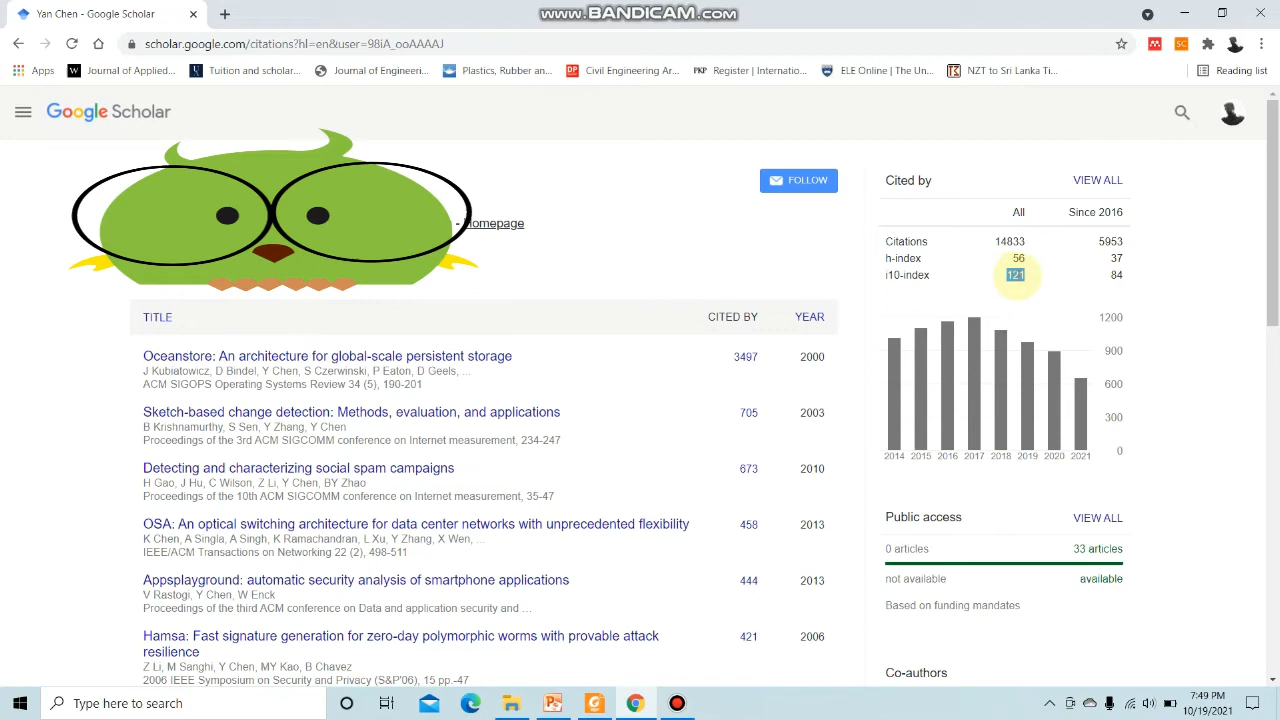 Yan Chen - Google Scholar
www.BANDICAM.com
scholar.google.com/citations?hl=en&user=98iA_ooAAAAJ
Apps
Journal of Applied...
Tuition and scholar...
Journal of Engineeri...
Plastics, Rubber an...
Civil Engineering Ar...
Register | Internatio...
ELE Online | The Un...
NZT to Sri Lanka Ti...
Reading list
Google Scholar
FOLLOW
- Homepage
Cited by
VIEW ALL
All Since 2016
Citations 14833 5953
h-index 56 37
i10-index 121 84
1200
900
600
300
0
2014 2015 2016 2017 2018 2019 2020 2021
Public access
VIEW ALL
0 articles 33 articles
not available available
Based on funding mandates
Co-authors
TITLE CITED BY YEAR
Oceanstore: An architecture for global-scale persistent storage 3497 2000
J Kubiatowicz, D Bindel, Y Chen, S Czerwinski, P Eaton, D Geels, ...
ACM SIGOPS Operating Systems Review 34 (5), 190-201
Sketch-based change detection: Methods, evaluation, and applications 705 2003
B Krishnamurthy, S Sen, Y Zhang, Y Chen
Proceedings of the 3rd ACM SIGCOMM conference on Internet measurement, 234-247
Detecting and characterizing social spam campaigns 673 2010
H Gao, J Hu, C Wilson, Z Li, Y Chen, BY Zhao
Proceedings of the 10th ACM SIGCOMM conference on Internet measurement, 35-47
OSA: An optical switching architecture for data center networks with unprecedented flexibility 458 2013
K Chen, A Singla, A Singh, K Ramachandran, L Xu, Y Zhang, X Wen, ...
IEEE/ACM Transactions on Networking 22 (2), 498-511
Appsplayground: automatic security analysis of smartphone applications 444 2013
V Rastogi, Y Chen, W Enck
Proceedings of the third ACM conference on Data and application security and ...
Hamsa: Fast signature generation for zero-day polymorphic worms with provable attack 421 2006
resilience
Z Li, M Sanghi, Y Chen, MY Kao, B Chavez
2006 IEEE Symposium on Security and Privacy (S&P'06), 15 pp.-47
Type here to search
7:49 PM
10/19/2021